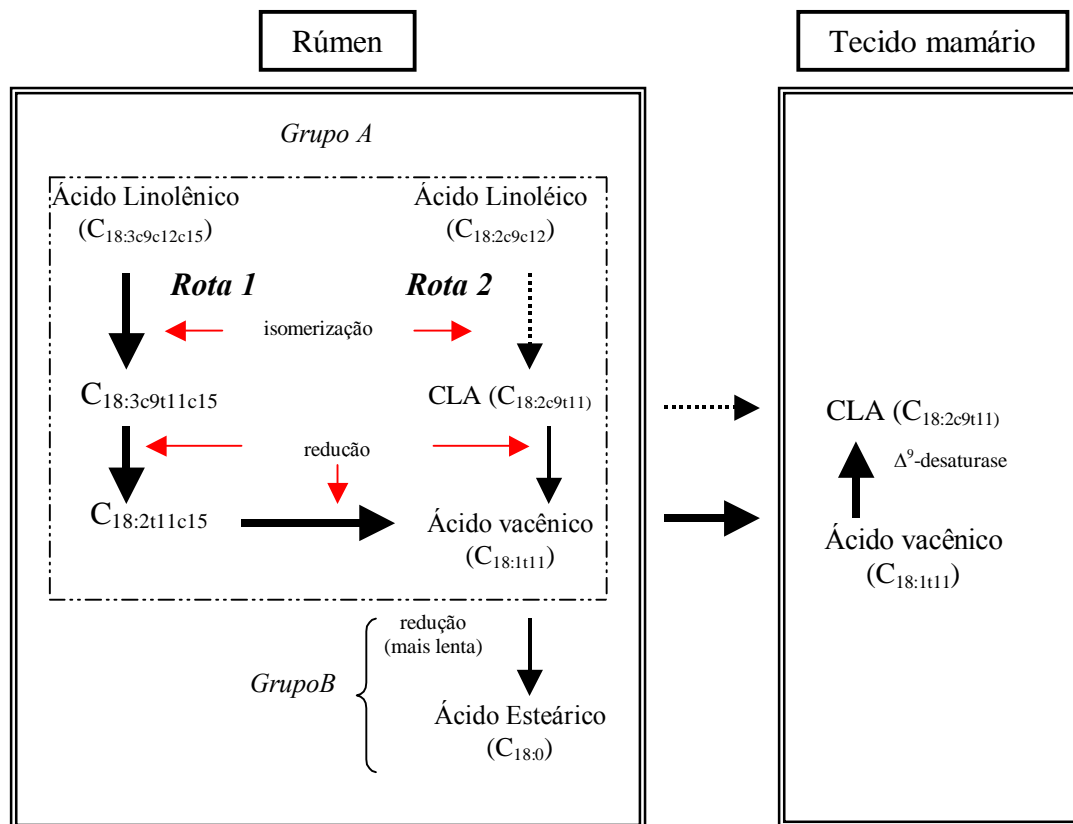 Rúmen
Tecido mamário
Grupo A
Ácido Linolênico
(C18:3c9c12c15)
Ácido Linoléico
(C18:2c9c12)
Rota 1
Rota 2
isomerização
C18:3c9t11c15
CLA (C18:2c9t11)
redução
C18:2t11c15
Ácido vacênico
(C18:1t11)
redução
(mais lenta)
GrupoB
Ácido Esteárico
(C18:0)
CLA (C18:2c9t11)
Δ9-desaturase
Ácido vacênico
(C18:1t11)